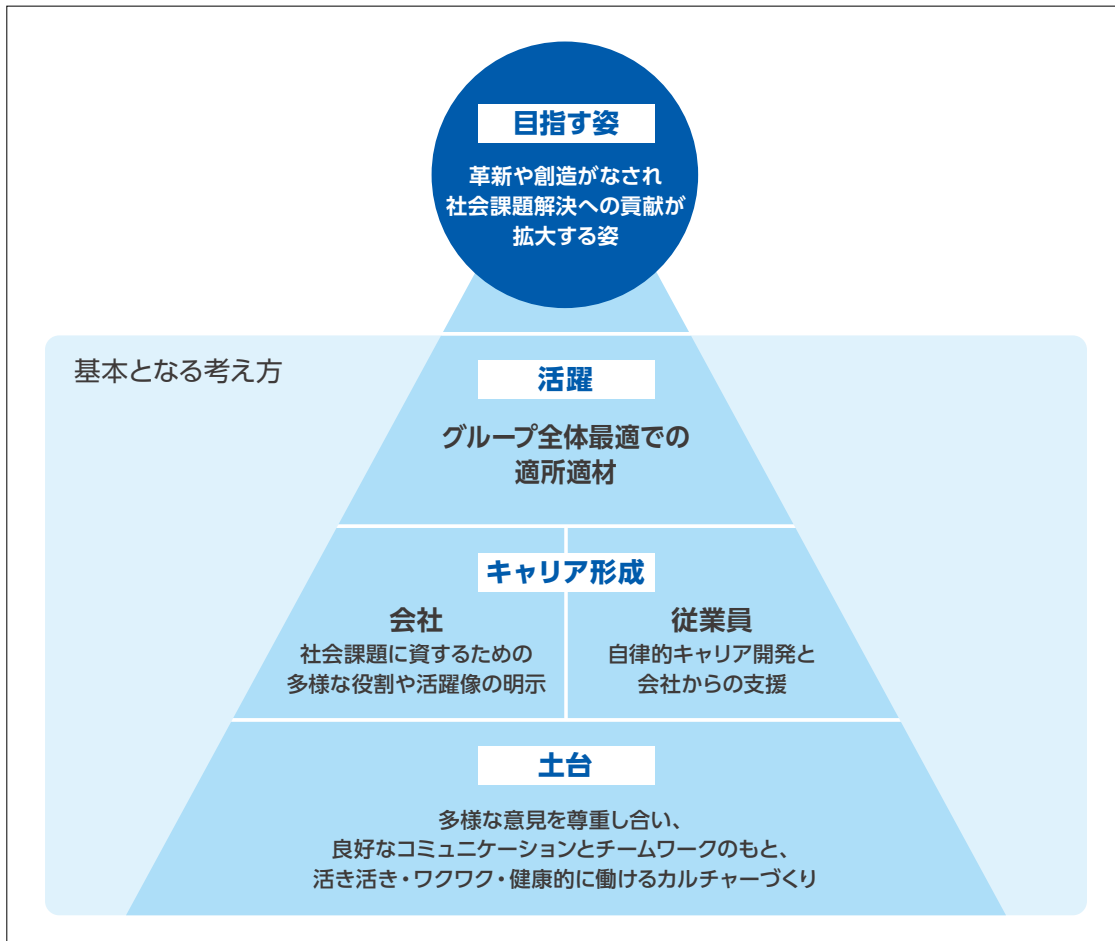 目指す姿
革新や創造がなされ
社会課題解決への貢献が
拡大する姿
基本となる考え方
活躍
グループ全体最適での
適所適材
キャリア形成
会社
社会課題に資するための
多様な役割や活躍像の明示
従業員
自律的キャリア開発と
会社からの支援
土台
多様な意見を尊重し合い、
良好なコミュニケーションとチームワークのもと、
活き活き・ワクワク・健康的に働けるカルチャーづくり